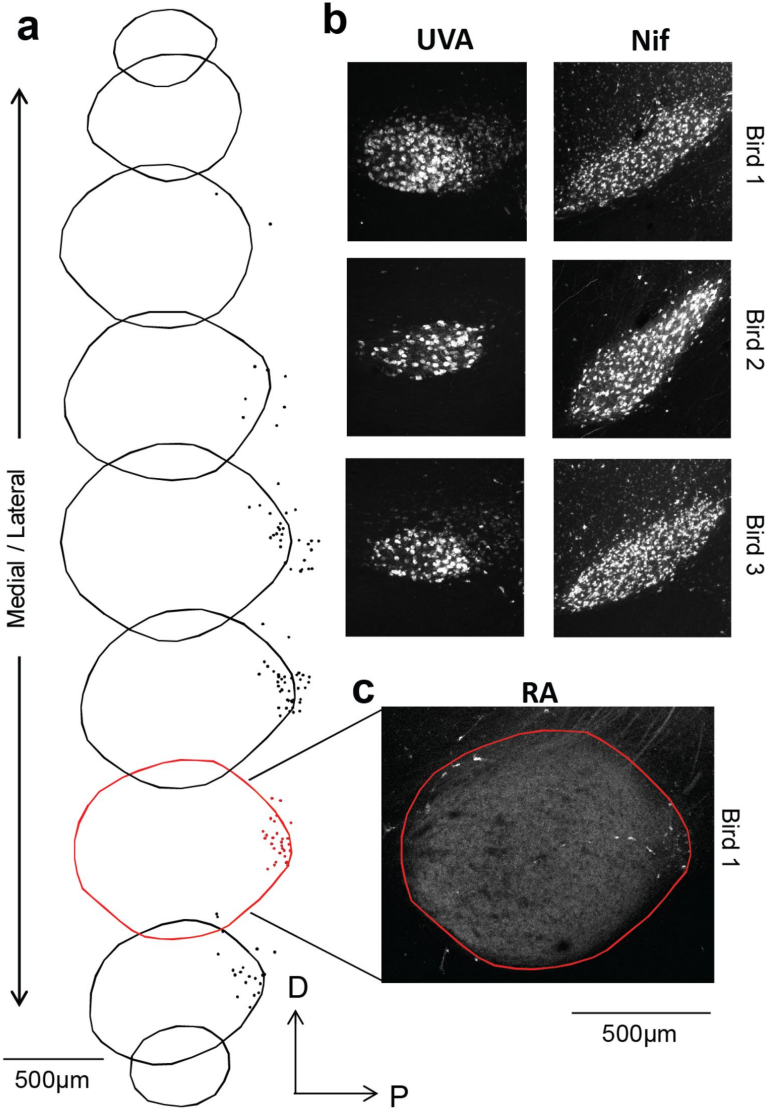 a
b
UVA
Nif
Bird 1
Bird 2
Bird 3
Medial / Lateral
c
RA
Bird 1
D
P
500µm
500µm